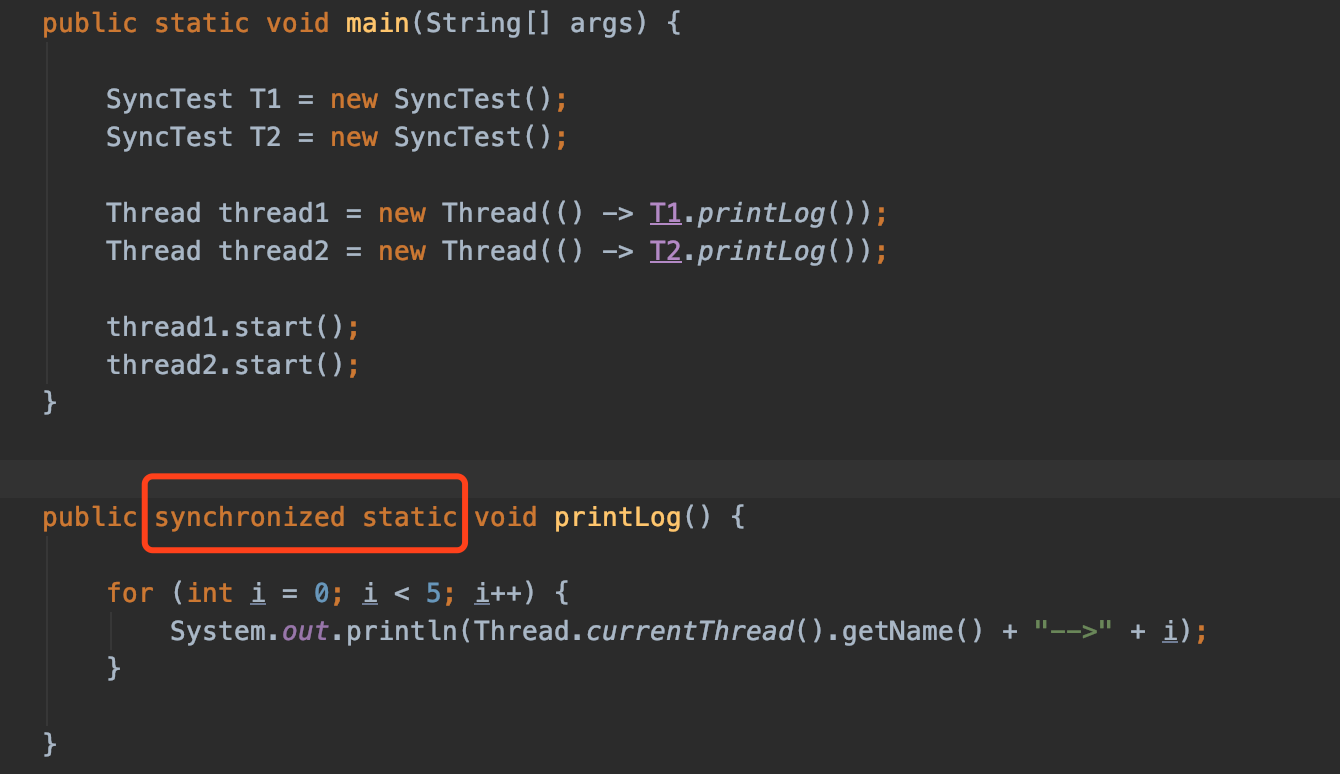 public static void main(String[] args) {
SyncTest T1 = new SyncTest();
SyncTest T2 = new SyncTest();
Thread thread1 = new Thread(() -> T1.printLog());
Thread thread2 = new Thread(() -> T2.printLog());
thread1.start();
thread2.start();
}
public synchronized static void printLog() {
for (int i = 0; i < 5; i++) {
System.out.println(Thread.currentThread().getName() + "-->" + i);
}
}